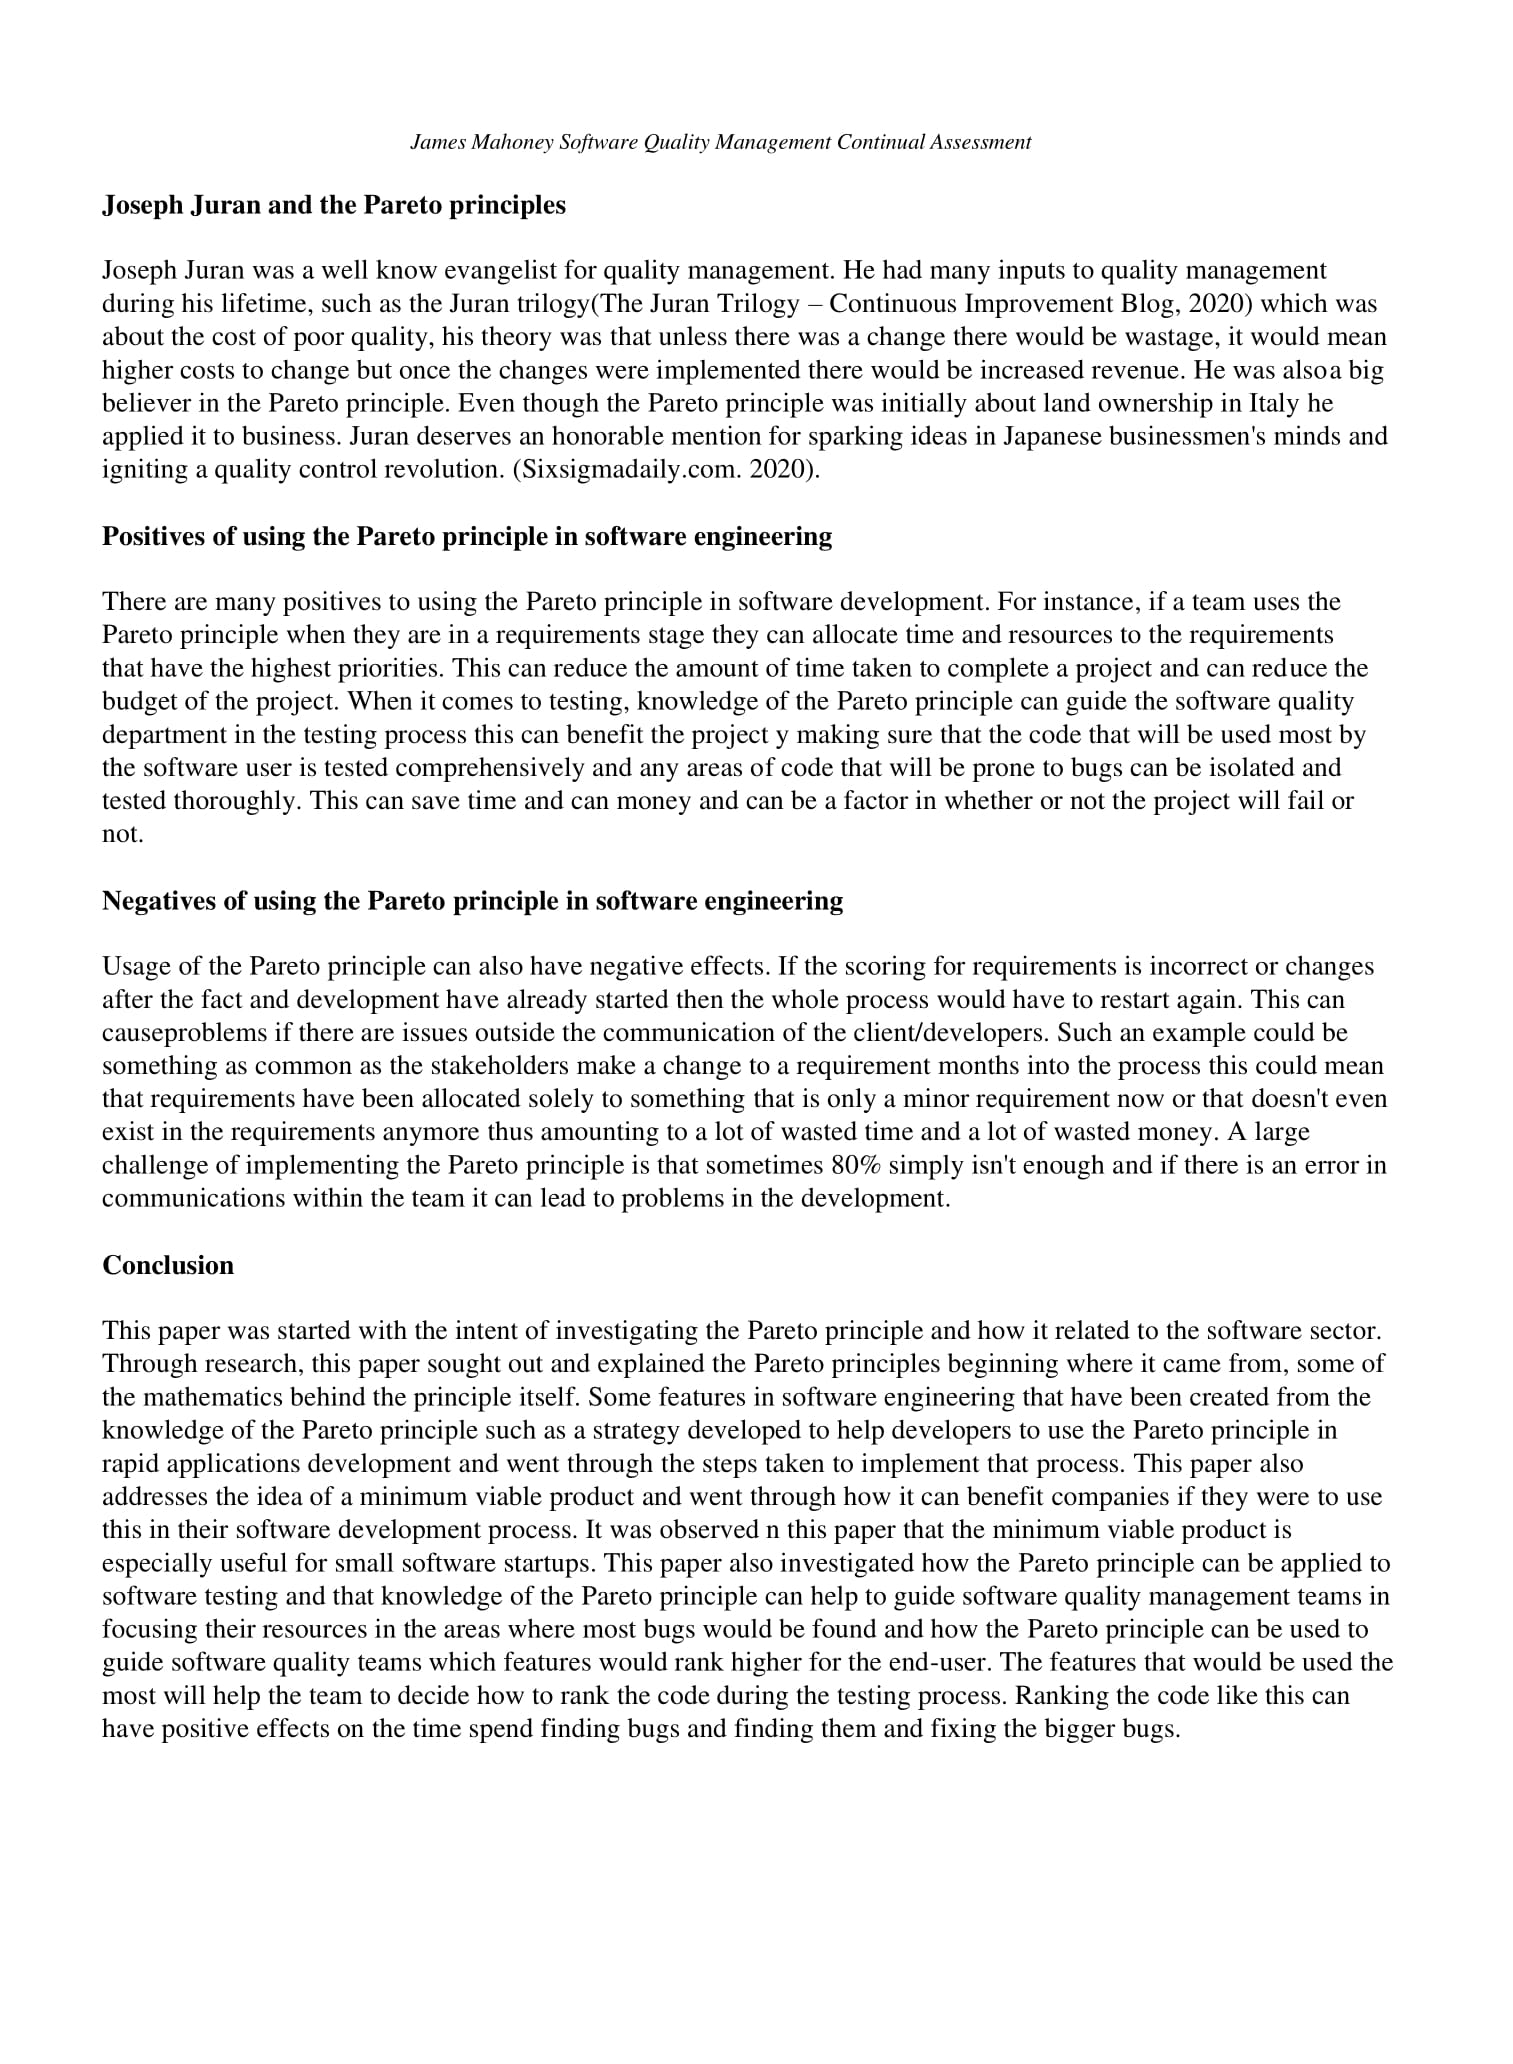 James Mahoney Software Quality Management Continual Assessment
Joseph Juran and the Pareto principles
Joseph Juran was a well know evangelist for quality management. He had many inputs to quality management
during his lifetime, such as the Juran trilogy(The Juran Trilogy – Continuous Improvement Blog, 2020) which was
about the cost of poor quality, his theory was that unless there was a change there would be wastage, it would mean
higher costs to change but once the changes were implemented there would be increased revenue. He was alsoa big
believer in the Pareto principle. Even though the Pareto principle was initially about land ownership in Italy he
applied it to business. Juran deserves an honorable mention for sparking ideas in Japanese businessmen's minds and
igniting a quality control revolution. (Sixsigmadaily.com. 2020).
Positives of using the Pareto principle in software engineering
There are many positives to using the Pareto principle in software development. For instance, if a team uses the
Pareto principle when they are in a requirements stage they can allocate time and resources to the requirements
that have the highest priorities. This can reduce the amount of time taken to complete a project and can reduce the
budget of the project. When it comes to testing, knowledge of the Pareto principle can guide the software quality
department in the testing process this can benefit the project y making sure that the code that will be used most by
the software user is tested comprehensively and any areas of code that will be prone to bugs can be isolated and
tested thoroughly. This can save time and can money and can be a factor in whether or not the project will fail or
not.
Negatives of using the Pareto principle in software engineering
Usage of the Pareto principle can also have negative effects. If the scoring for requirements is incorrect or changes
after the fact and development have already started then the whole process would have to restart again. This can
causeproblems if there are issues outside the communication of the client/developers. Such an example could be
something as common as the stakeholders make a change to a requirement months into the process this could mean
that requirements have been allocated solely to something that is only a minor requirement now or that doesn't even
exist in the requirements anymore thus amounting to a lot of wasted time and a lot of wasted money. A large
challenge of implementing the Pareto principle is that sometimes 80% simply isn't enough and if there is an error in
communications within the team it can lead to problems in the development.
Conclusion
This paper was started with the intent of investigating the Pareto principle and how it related to the software sector.
Through research, this paper sought out and explained the Pareto principles beginning where it came from, some of
the mathematics behind the principle itself. Some features in software engineering that have been created from the
knowledge of the Pareto principle such as a strategy developed to help developers to use the Pareto principle in
rapid applications development and went through the steps taken to implement that process. This paper also
addresses the idea of a minimum viable product and went through how it can benefit companies if they were to use
this in their software development process. It was observed n this paper that the minimum viable product is
especially useful for small software startups. This paper also investigated how the Pareto principle can be applied to
software testing and that knowledge of the Pareto principle can help to guide software quality management teams in
focusing their resources in the areas where most bugs would be found and how the Pareto principle can be used to
guide software quality teams which features would rank higher for the end-user. The features that would be used the
most will help the team to decide how to rank the code during the testing process. Ranking the code like this can
have positive effects on the time spend finding bugs and finding them and fixing the bigger bugs.